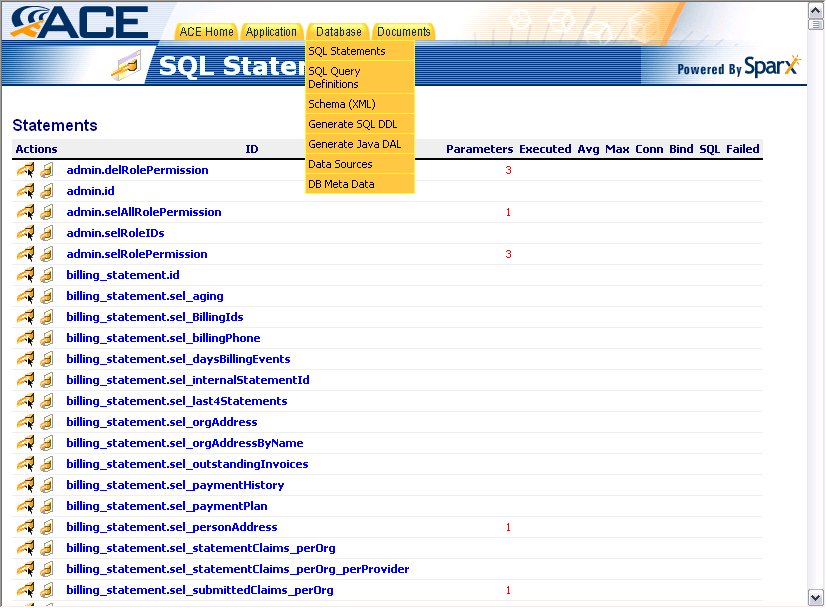 ACE
ACE Home Application Database Documents
SQL Statements
SQL Query
Definitions
Schema (XML)
Generate SQL DDL
Generate Java DAL
Data Sources
DB Meta Data
SQL
Powered By Sparx
Statements
Actions ID Parameters Executed Avg Max Conn Bind SQL Failed
admin.delRolePermission 3
admin.id
admin.selAllRolePermission 1
admin.selRoleIDs
admin.selRolePermission 3
billing_statement.id
billing_statement.sel_aging
billing_statement.sel_BillingIds
billing_statement.sel_billingPhone
billing_statement.sel_daysBillingEvents
billing_statement.sel_internalStatementId
billing_statement.sel_last4Statements
billing_statement.sel_orgAddress
billing_statement.sel_orgAddressByName
billing_statement.sel_outstandingInvoices
billing_statement.sel_paymentHistory
billing_statement.sel_paymentPlan
billing_statement.sel_personAddress 1
billing_statement.sel_statementClaims_perOrg
billing_statement.sel_statementClaims_perOrg_perProvider
billing_statement.sel_submittedClaims_perOrg 1